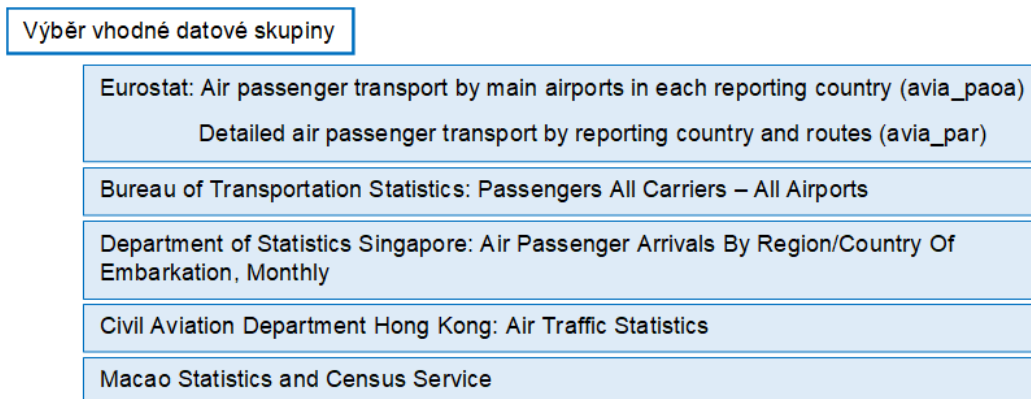 Výběr vhodné datové skupiny
Eurostat: Air passenger transport by main airports in each reporting country (avia_paoa)
Detailed air passenger transport by reporting country and routes (avia_par)
Bureau of Transportation Statistics: Passengers All Carriers – All Airports
Department of Statistics Singapore: Air Passenger Arrivals By Region/Country Of
Embarkation, Monthly
Civil Aviation Department Hong Kong: Air Traffic Statistics
Macao Statistics and Census Service